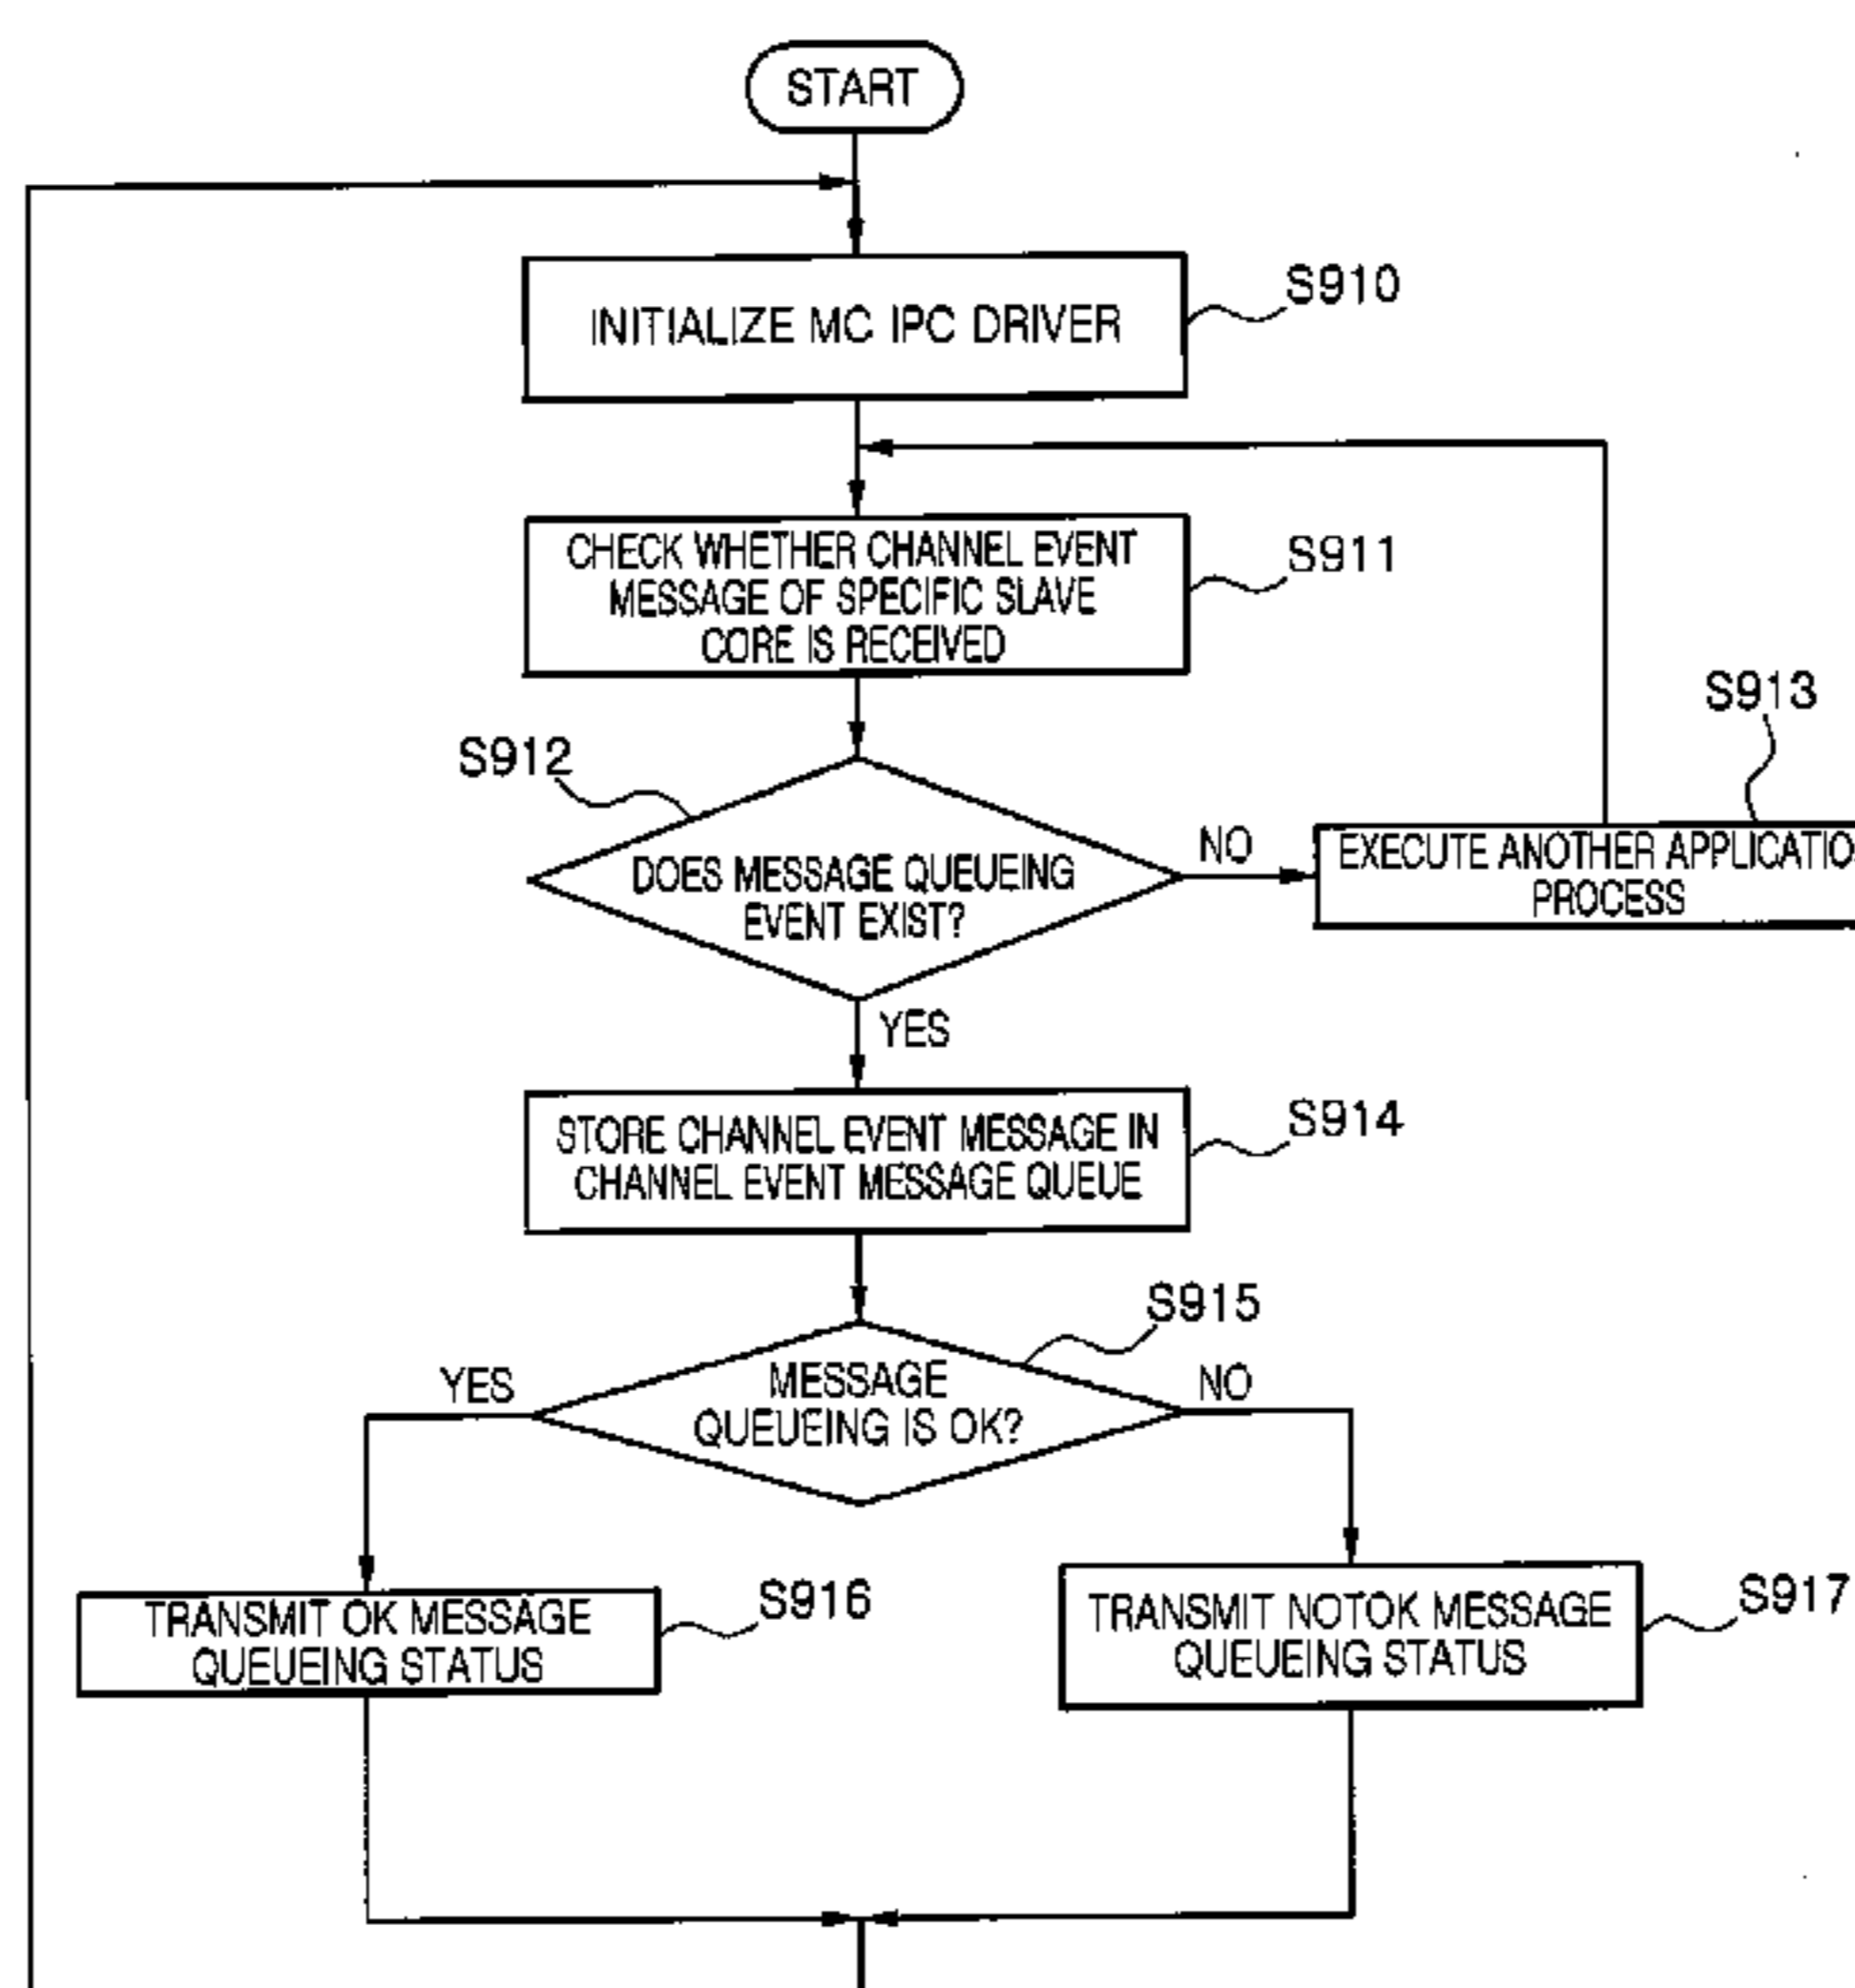 START
S910
INITIALIZE MC IPC DRIVER
S911
CHECK WHETHER CHANNEL EVENT
MESSAGE OF SPECIFIC SLAVE
CORE IS RECEIVED
S912
DOES MESSAGE QUEUEING
EVENT EXIST?
NO
S913
EXECUTE ANOTHER APPLICATIO
PROCESS
YES
S914
STORE CHANNEL EVENT MESSAGE IN
CHANNEL EVENT MESSAGE QUEUE
S915
MESSAGE
QUEUEING IS OK?
YES
NO
S916
TRANSMIT OK MESSAGE
QUEUEING STATUS
S917
TRANSMIT NOTOK MESSAGE
QUEUEING STATUS